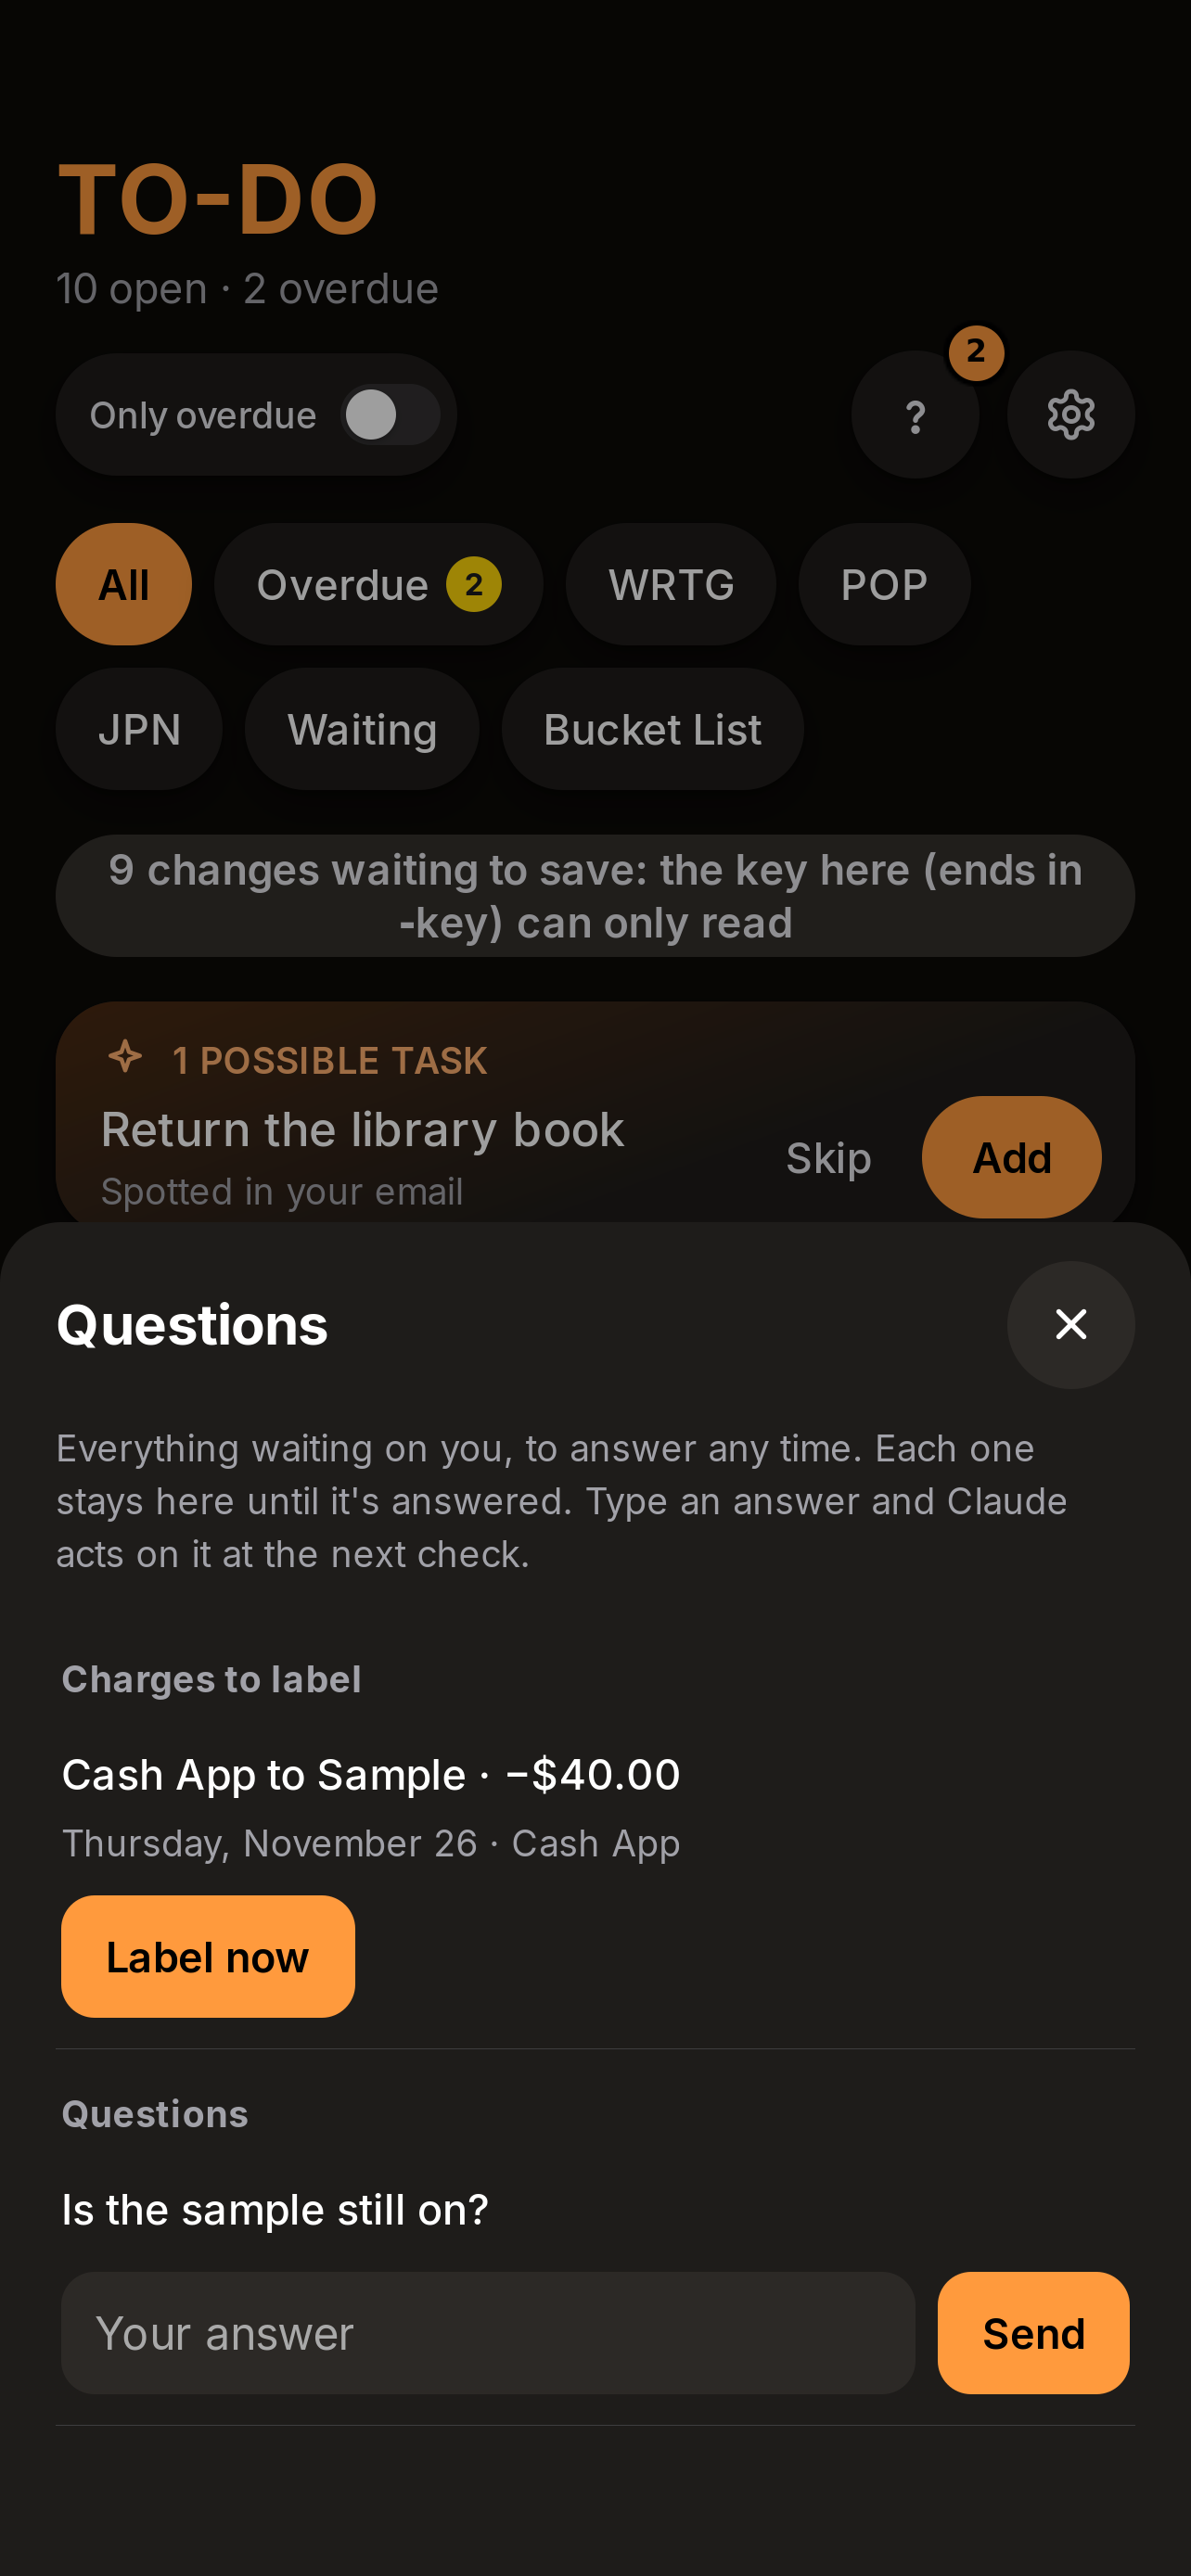 TO-DO
10 open · 2 overdue
Only overdue
?
2
All
Overdue 2
WRTG
POP
JPN
Waiting
Bucket List
9 changes waiting to save: the key here (ends in
-key) can only read
1 POSSIBLE TASK
Return the library book
Spotted in your email
Skip
Add
Questions
Everything waiting on you, to answer any time. Each one
stays here until it's answered. Type an answer and Claude
acts on it at the next check.
Charges to label
Cash App to Sample · −$40.00
Thursday, November 26 · Cash App
Label now
Questions
Is the sample still on?
Your answer
Send